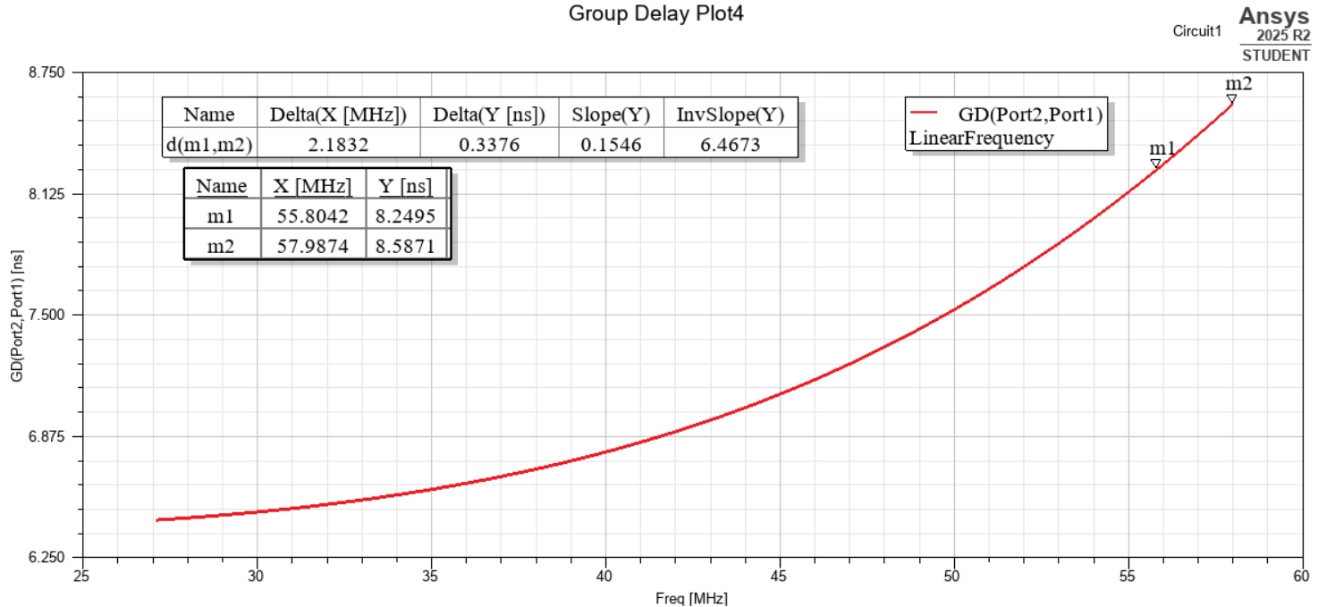 Group Delay Plot4
Circuit1
Ansys
2025 R2
STUDENT
8.750
8.125
7.500
6.875
6.250
GD(Port2,Port1) [ns]
Name Delta(X [MHz]) Delta(Y [ns]) Slope(Y) InvSlope(Y)
d(m1,m2) 2.1832 0.3376 0.1546 6.4673
Name X [MHz] Y [ns]
m1 55.8042 8.2495
m2 57.9874 8.5871
GD(Port2,Port1)
LinearFrequency
m2
m1
25 30 35 40 45 50 55 60
Freq [MHz]